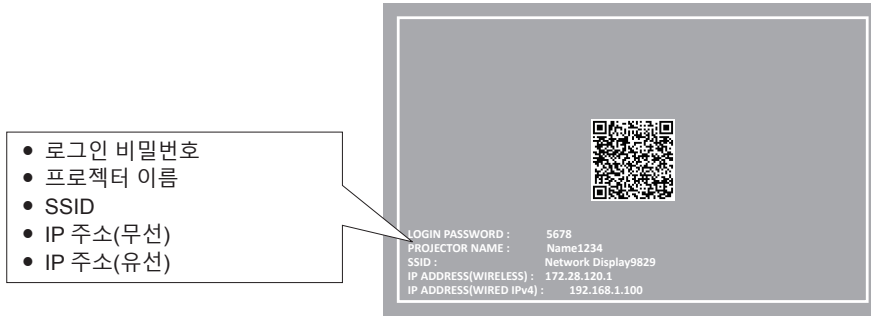 ● 로그인 비밀번호
● 프로젝터 이름
● SSID
● IP 주소(무선)
● IP 주소(유선)
LOGIN PASSWORD : 5678
PROJECTOR NAME : Name1234
SSID : Network Display9829
IP ADDRESS(WIRELESS) : 172.28.120.1
IP ADDRESS(WIRED IPv4) : 192.168.1.100